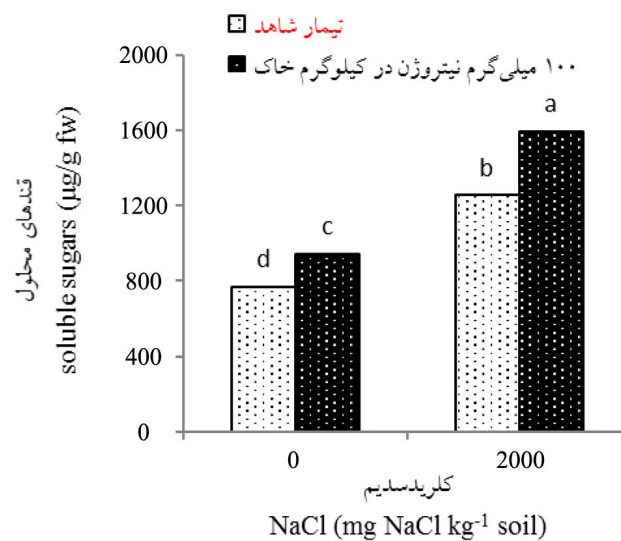 تیمار شاهد
۱۰۰ میلی‌گرم نیتروژن در کیلوگرم خاک
2000
1600
1200
800
400
0
قندهای محلول
soluble sugars (µg/g fw)
d
c
b
a
0
2000
کلریدسدیم
NaCl (mg NaCl kg⁻¹ soil)